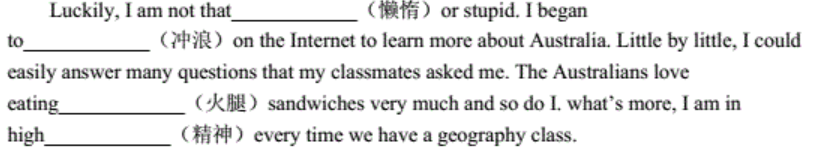 Luckily, I am not that____________（懒惰）or stupid. I began
to____________（冲浪）on the Internet to learn more about Australia. Little by little, I could
easily answer many questions that my classmates asked me. The Australians love
eating____________（火腿）sandwiches very much and so do I. what's more, I am in
high____________（精神）every time we have a geography class.